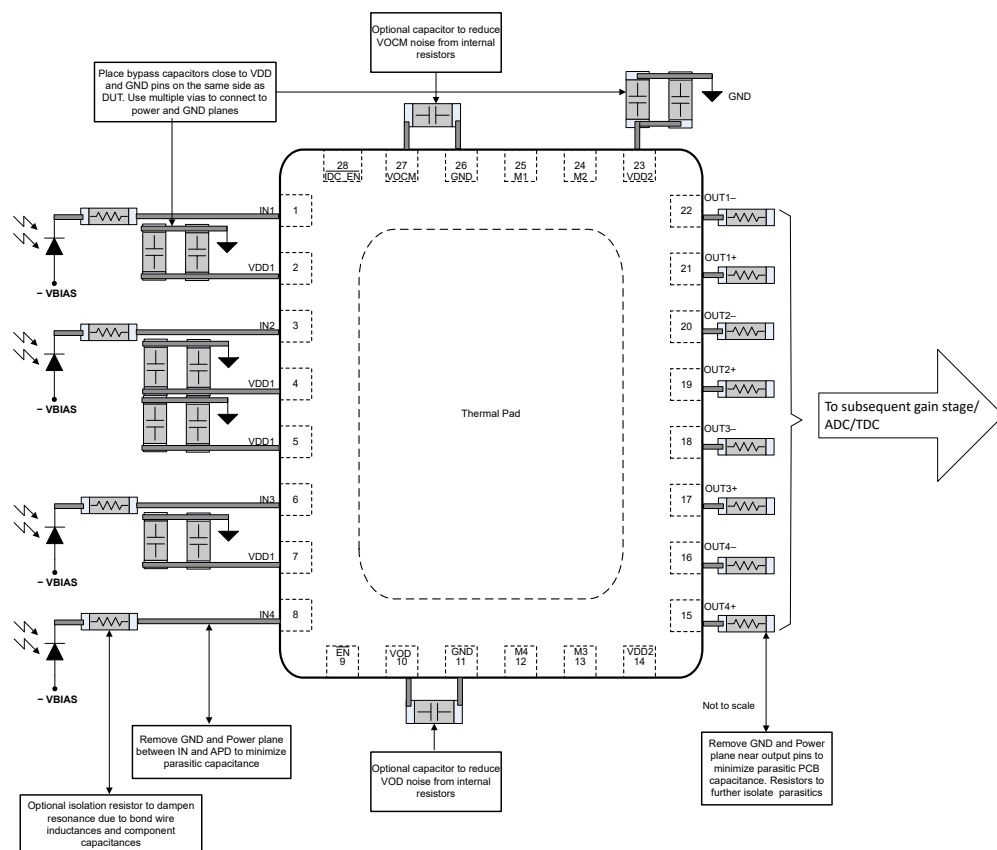 Optional capacitor to reduce
VOCM noise from internal
resistors
Place bypass capacitors close to VDD
and GND pins on the same side as
DUT. Use multiple vias to connect to
power and GND planes
GND
28
IDC_EN
27
VOCM
26
GND
25
M1
24
M2
23
VDD2
IN1
1
VDD1
2
– VBIAS
IN2
3
VDD1
4
– VBIAS
VDD1
5
IN3
6
VDD1
7
– VBIAS
IN4
8
– VBIAS
Thermal Pad
22
OUT1–
21
OUT1+
20
OUT2–
19
OUT2+
18
OUT3–
17
OUT3+
16
OUT4–
15
OUT4+
To subsequent gain stage/
ADC/TDC
EN
9
VOD
10
GND
11
M4
12
M3
13
VDD2
14
Not to scale
Remove GND and Power plane
between IN and APD to minimize
parasitic capacitance
Optional capacitor to reduce
VOD noise from internal
resistors
Remove GND and Power
plane near output pins to
minimize parasitic PCB
capacitance. Resistors to
further isolate parasitics
Optional isolation resistor to dampen
resonance due to bond wire
inductances and component
capacitances